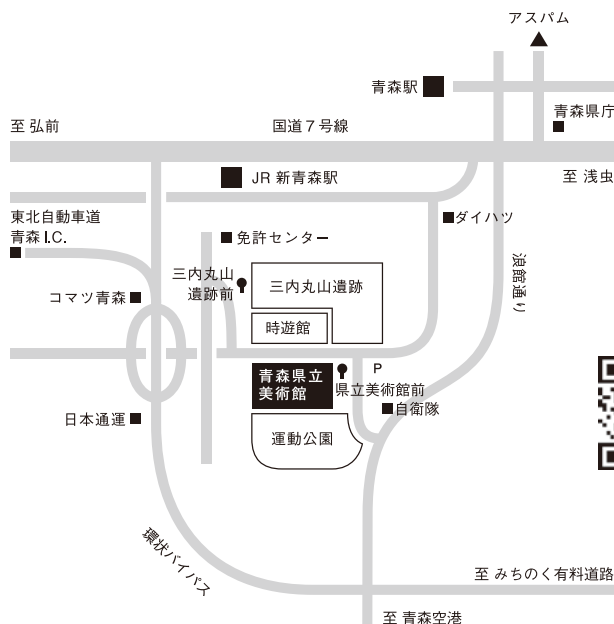 アスパム
青森駅
青森県庁
至 弘前
国道7号線
JR 新青森駅
至 浅虫
東北自動車道
青森 I.C.
ダイハツ
免許センター
浪館通り
三内丸山
遺跡前
三内丸山遺跡
コマツ青森
時遊館
P
青森県立
美術館
県立美術館前
自衛隊
日本通運
運動公園
環状バイパス
至 みちのく有料道路
至 青森空港